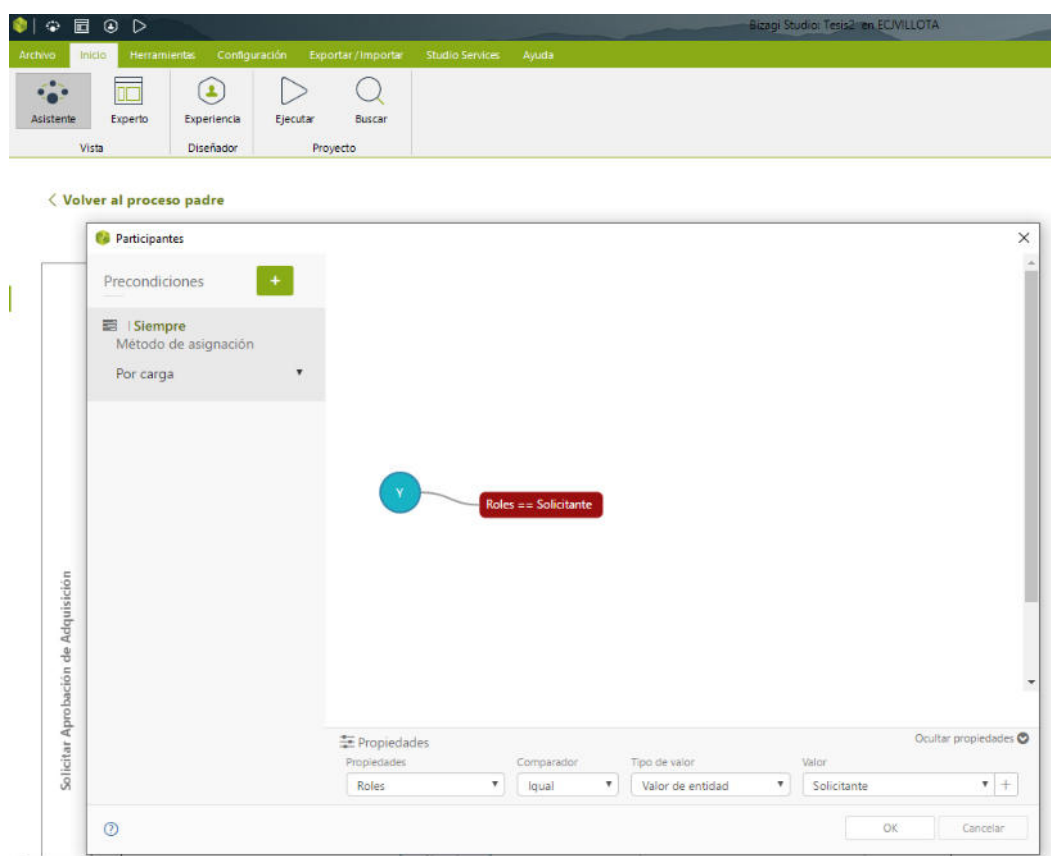 Bizagi Studio: Tesis2 en ECJVILLOTA
Archivo Inicio Herramientas Configuración Exportar / Importar Studio Services Ayuda
Asistente Experto Experiencia Ejecutar Buscar
Vista Diseñador Proyecto
< Volver al proceso padre
Participantes
Precondiciones +
| Siempre
Método de asignación
Por carga
Y
Roles == Solicitante
Solicitar Aprobación de Adquisición
Propiedades Ocultar propiedades
Propiedades Comparador Tipo de valor Valor
Roles Igual Valor de entidad Solicitante +
? OK Cancelar